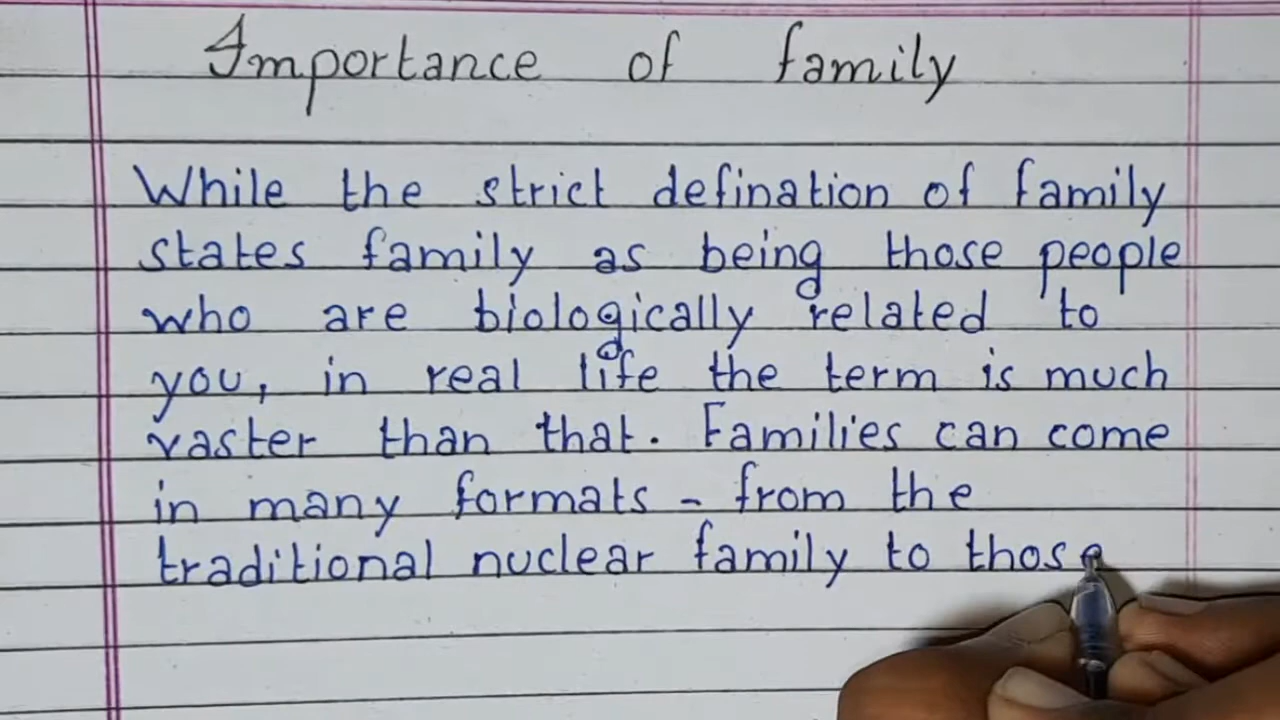 Importance of family
While the strict defination of family
states family as being those people
who are biologically related to
you, in real life the term is much
vaster than that. Families can come
in many formats - from the
traditional nuclear family to those